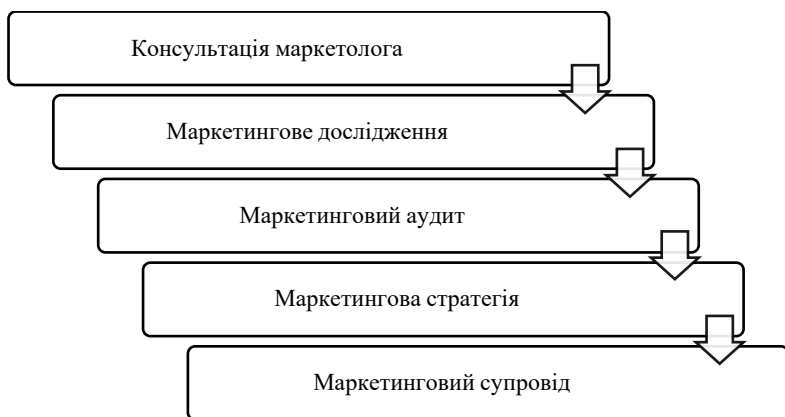 Консультація маркетолога
Маркетингове дослідження
Маркетинговий аудит
Маркетингова стратегія
Маркетинговий супровід